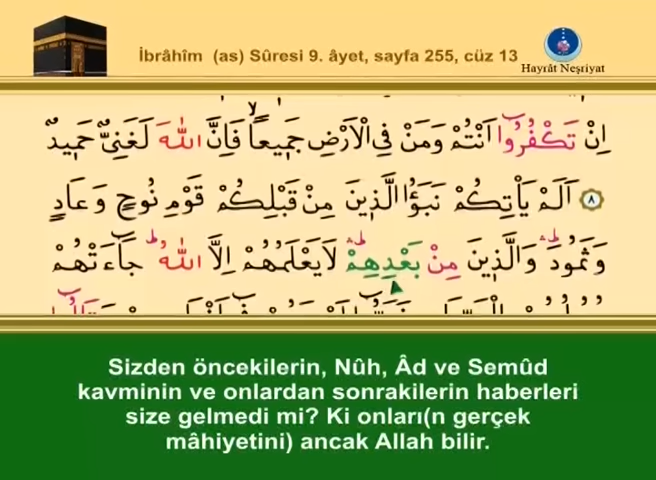 İbrâhîm (as) Sûresi 9. âyet, sayfa 255, cüz 13
Hayrât Neşriyat
اِنْ تَكْفُرُوا اَنْتُمْ وَمَنْ فِي الْاَرْضِ جَمٖيعًاۙ فَاِنَّ اللّٰهَ لَغَنِيٌّ حَمٖيدٌ
﴿٨﴾ اَلَمْ يَأْتِكُمْ نَبَؤُا الَّذٖينَ مِنْ قَبْلِكُمْ قَوْمِ نُوحٍ وَعَادٍ
وَثَمُودَ وَالَّذٖينَ مِنْ بَعْدِهِمْ لَا يَعْلَمُهُمْ اِلَّا اللّٰهُ جَٓاءَتْهُمْ
Sizden öncekilerin, Nûh, Âd ve Semûd
kavminin ve onlardan sonrakilerin haberleri
size gelmedi mi? Ki onları(n gerçek
mâhiyetini) ancak Allah bilir.